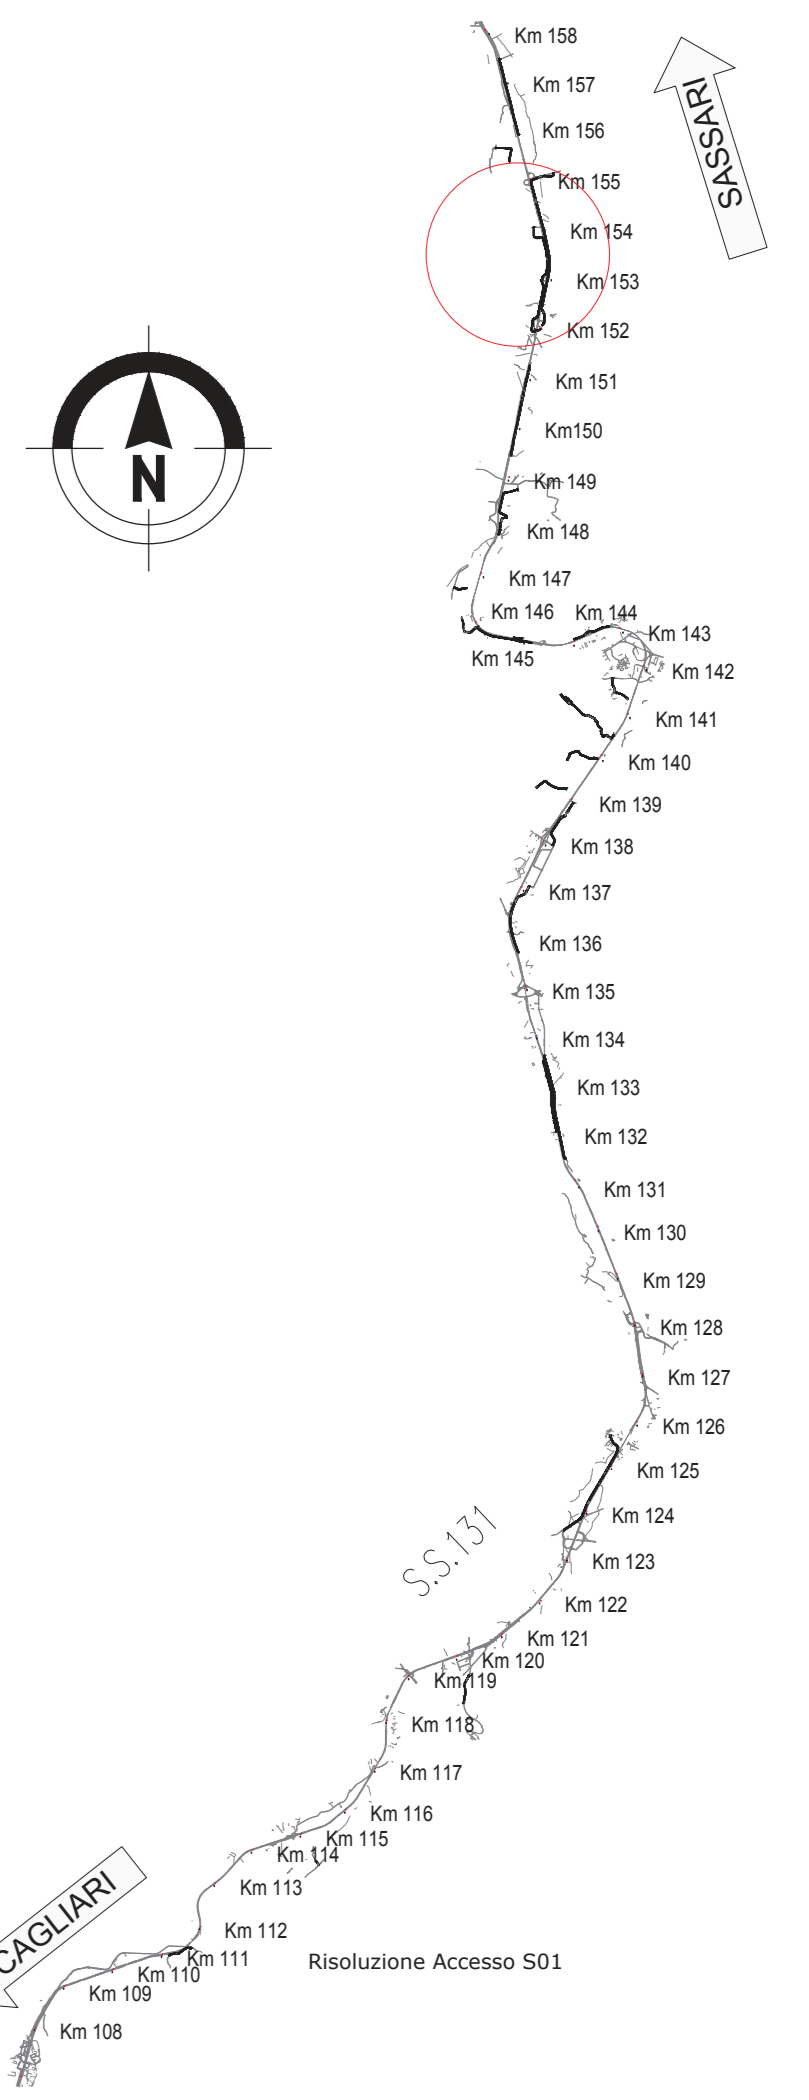 Km 158
SASSARI
Km 157
Km 156
Km 155
Km 154
Km 153
Km 152
Km 151
Km150
N
Km 149
Km 148
Km 147
Km 146
Km 144
Km 143
Km 145
Km 142
Km 141
Km 140
Km 139
Km 138
Km 137
Km 136
Km 135
Km 134
Km 133
Km 132
Km 131
Km 130
Km 129
Km 128
Km 127
Km 126
Km 125
Km 124
S.S.131
Km 123
Km 122
Km 121
Km 120
Km 119
Km 118
Km 117
Km 116
Km 115
Km 114
Km 113
CAGLIARI
Km 112
Km 111
Risoluzione Accesso S01
Km 110
Km 109
Km 108